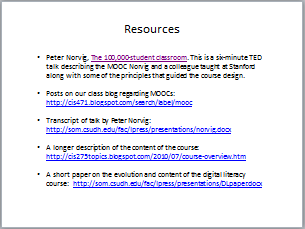 Resources
• Peter Norvig, The 100,000-student classroom. This is a six-minute TED
talk describing the MOOC Norvig and a colleague taught at Stanford
along with some of the principles that guided the course design.
• Posts on our class blog regarding MOOCs:
http://cis471.blogspot.com/search/label/mooc
• Transcript of talk by Peter Norvig:
http://som.csudh.edu/fac/lpress/presentations/norvig.docx
• A longer description of the content of the course:
http://cis275topics.blogspot.com/2010/07/course-overview.htm
• A short paper on the evolution and content of the digital literacy
course: http://som.csudh.edu/fac/lpress/presentations/DLpaper.docx